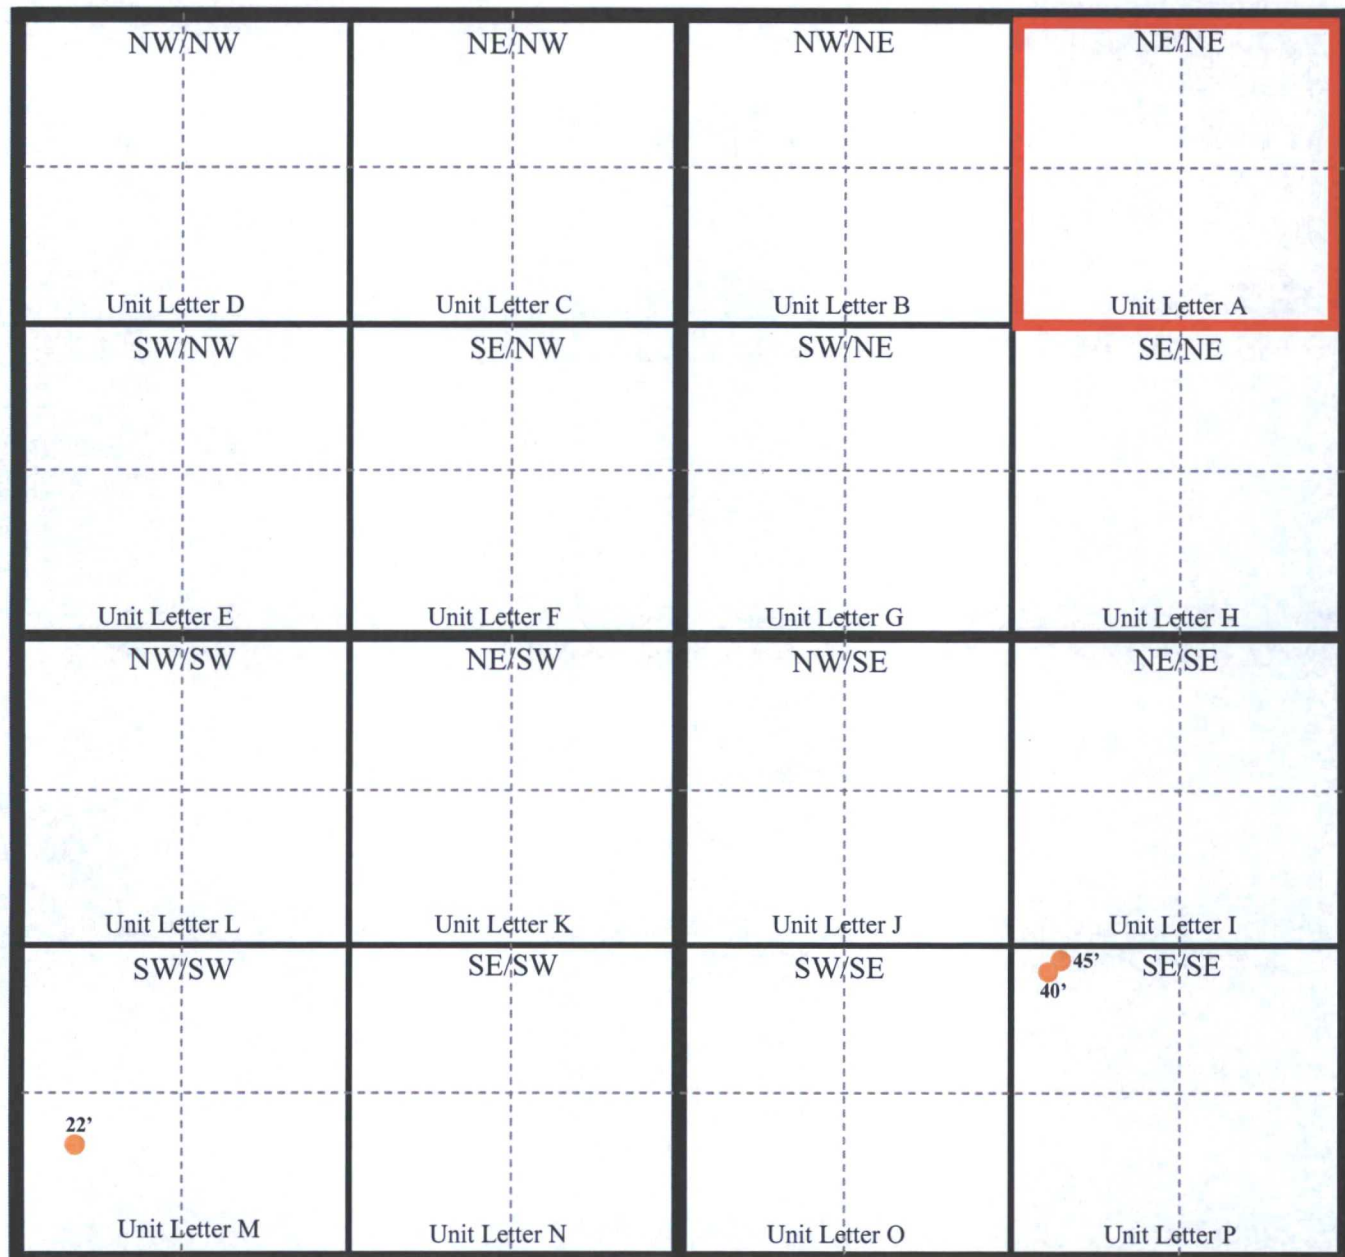 NW/NW
NE/NW
NW/NE
NE/NE
Unit Letter D
Unit Letter C
Unit Letter B
Unit Letter A
SW/NW
SE/NW
SW/NE
SE/NE
Unit Letter E
Unit Letter F
Unit Letter G
Unit Letter H
NW/SW
NE/SW
NW/SE
NE/SE
Unit Letter L
Unit Letter K
Unit Letter J
Unit Letter I
SW/SW
SE/SW
SW/SE
45’
SE/SE
40’
22’
Unit Letter M
Unit Letter N
Unit Letter O
Unit Letter P